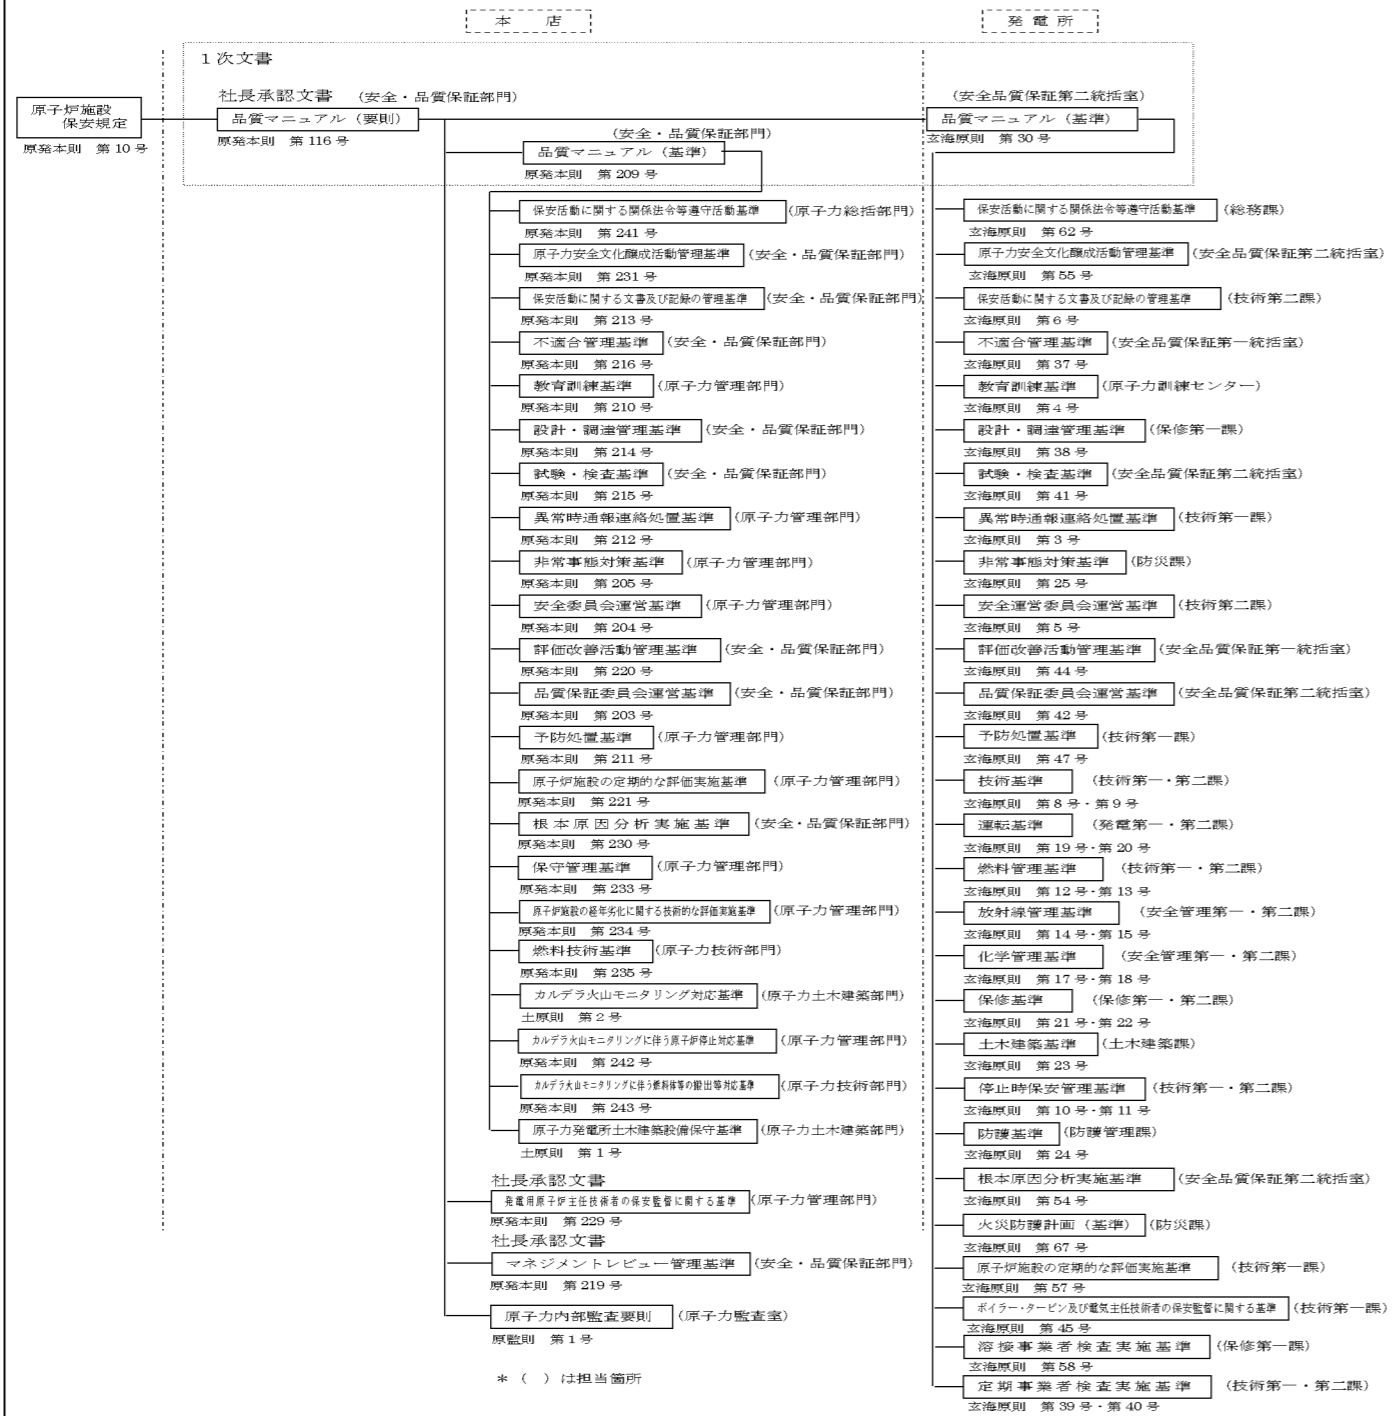 本　店
発電所
1次文書
原子炉施設
保安規定
原発本則　第10号
社長承認文書　(安全・品質保証部門)
品質マニュアル（要則）
原発本則　第116号
(安全・品質保証部門)
品質マニュアル（基準）
原発本則　第209号
(安全品質保証第二統括室)
品質マニュアル（基準）
玄海原則　第30号
保安活動に関する関係法令等遵守活動基準　(原子力総括部門)
原発本則　第241号
原子力安全文化醸成活動管理基準　(安全・品質保証部門)
原発本則　第231号
保安活動に関する文書及び記録の管理基準　(安全・品質保証部門)
原発本則　第213号
不適合管理基準　(安全・品質保証部門)
原発本則　第216号
教育訓練基準　(原子力管理部門)
原発本則　第210号
設計・調達管理基準　(安全・品質保証部門)
原発本則　第214号
試験・検査基準　(安全・品質保証部門)
原発本則　第215号
異常時通報連絡処置基準　(原子力管理部門)
原発本則　第212号
非常事態対策基準　(原子力管理部門)
原発本則　第205号
安全委員会運営基準　(原子力管理部門)
原発本則　第204号
評価改善活動管理基準　(安全・品質保証部門)
原発本則　第220号
品質保証委員会運営基準　(安全・品質保証部門)
原発本則　第203号
予防処置基準　(原子力管理部門)
原発本則　第211号
原子炉施設の定期的な評価実施基準　(原子力管理部門)
原発本則　第221号
根本原因分析実施基準　(安全・品質保証部門)
原発本則　第230号
保守管理基準　(原子力管理部門)
原発本則　第233号
原子炉施設の経年劣化に関する技術的な評価実施基準　(原子力管理部門)
原発本則　第234号
燃料技術基準　(原子力技術部門)
原発本則　第235号
カルデラ火山モニタリング対応基準　(原子力土木建築部門)
土原則　第2号
カルデラ火山モニタリングに伴う原子炉停止対応基準　(原子力管理部門)
原発本則　第242号
カルデラ火山モニタリングに伴う燃料体等の搬出等対応基準　(原子力技術部門)
原発本則　第243号
原子力発電所土木建築設備保守基準　(原子力土木建築部門)
土原則　第1号
社長承認文書
発電用原子炉主任技術者の保安監督に関する基準　(原子力管理部門)
原発本則　第229号
社長承認文書
マネジメントレビュー管理基準　(安全・品質保証部門)
原発本則　第219号
原子力内部監査要則　(原子力監査室)
原監則　第1号
＊（　）は担当箇所
保安活動に関する関係法令等遵守活動基準　(総務課)
玄海原則　第62号
原子力安全文化醸成活動管理基準　(安全品質保証第二統括室)
玄海原則　第55号
保安活動に関する文書及び記録の管理基準　(技術第二課)
玄海原則　第6号
不適合管理基準　(安全品質保証第一統括室)
玄海原則　第37号
教育訓練基準　(原子力訓練センター)
玄海原則　第4号
設計・調達管理基準　(保修第一課)
玄海原則　第38号
試験・検査基準　(安全品質保証第二統括室)
玄海原則　第41号
異常時通報連絡処置基準　(技術第一課)
玄海原則　第3号
非常事態対策基準　(防災課)
玄海原則　第25号
安全運営委員会運営基準　(技術第二課)
玄海原則　第5号
評価改善活動管理基準　(安全品質保証第一統括室)
玄海原則　第44号
品質保証委員会運営基準　(安全品質保証第二統括室)
玄海原則　第42号
予防処置基準　(技術第一課)
玄海原則　第47号
技術基準　(技術第一・第二課)
玄海原則　第8号・第9号
運転基準　(発電第一・第二課)
玄海原則　第19号・第20号
燃料管理基準　(技術第一・第二課)
玄海原則　第12号・第13号
放射線管理基準　(安全管理第一・第二課)
玄海原則　第14号・第15号
化学管理基準　(安全管理第一・第二課)
玄海原則　第17号・第18号
保修基準　(保修第一・第二課)
玄海原則　第21号・第22号
土木建築基準　(土木建築課)
玄海原則　第23号
停止時保安管理基準　(技術第一・第二課)
玄海原則　第10号・第11号
防護基準　(防護管理課)
玄海原則　第24号
根本原因分析実施基準　(安全品質保証第二統括室)
玄海原則　第54号
火災防護計画（基準）　(防災課)
玄海原則　第67号
原子炉施設の定期的な評価実施基準　(技術第一課)
玄海原則　第57号
ボイラー・タービン及び電気主任技術者の保安監督に関する基準　(技術第一課)
玄海原則　第45号
溶接事業者検査実施基準　(保修第一課)
玄海原則　第58号
定期事業者検査実施基準　(技術第一・第二課)
玄海原則　第39号・第40号